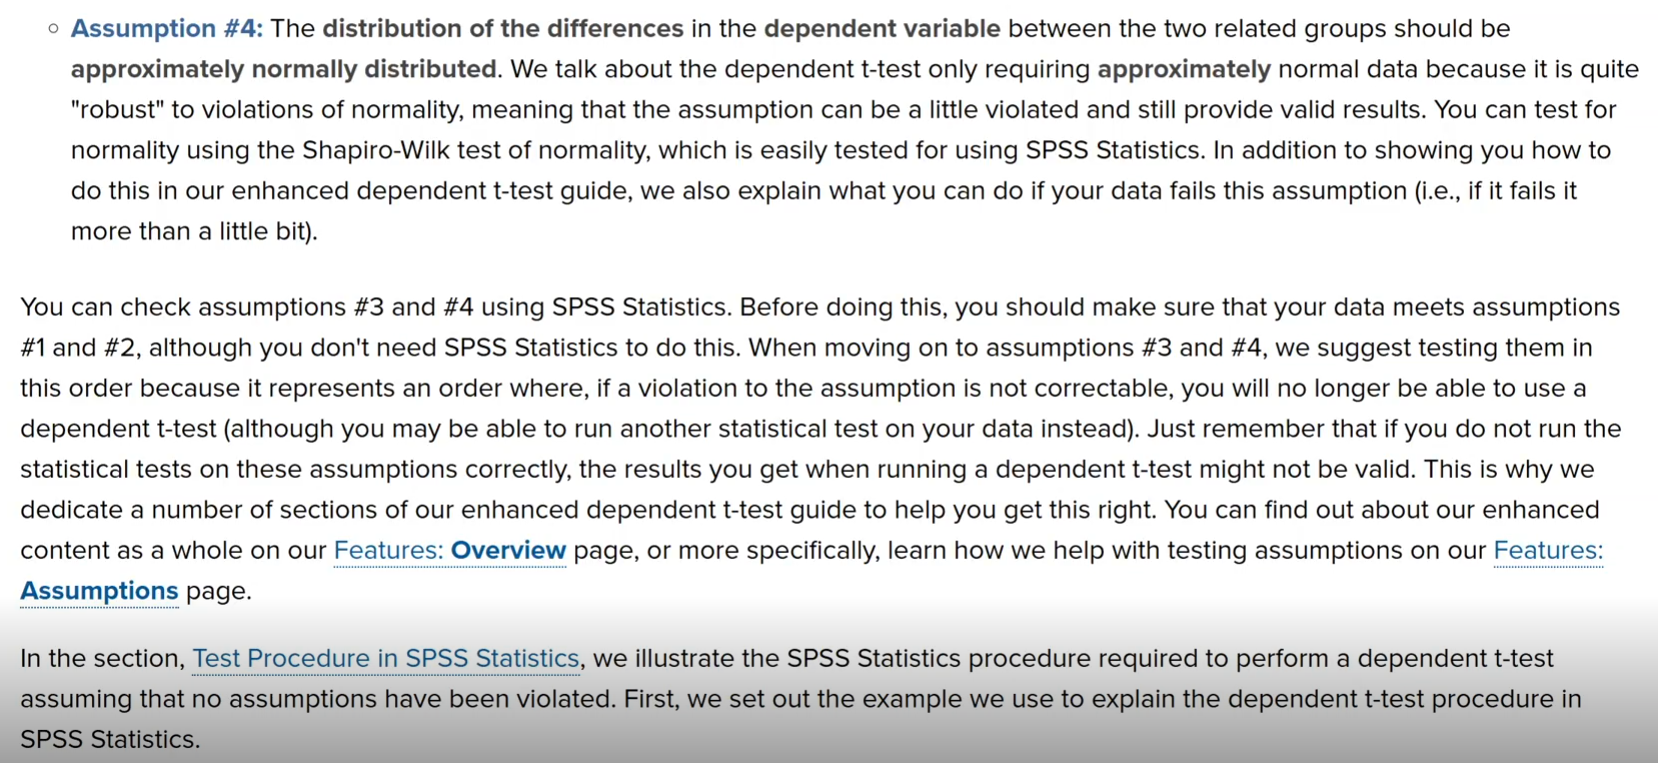 Assumption #4: The distribution of the differences in the dependent variable between the two related groups should be
approximately normally distributed. We talk about the dependent t-test only requiring approximately normal data because it is quite
"robust" to violations of normality, meaning that the assumption can be a little violated and still provide valid results. You can test for
normality using the Shapiro-Wilk test of normality, which is easily tested for using SPSS Statistics. In addition to showing you how to
do this in our enhanced dependent t-test guide, we also explain what you can do if your data fails this assumption (i.e., if it fails it
more than a little bit).
You can check assumptions #3 and #4 using SPSS Statistics. Before doing this, you should make sure that your data meets assumptions
#1 and #2, although you don't need SPSS Statistics to do this. When moving on to assumptions #3 and #4, we suggest testing them in
this order because it represents an order where, if a violation to the assumption is not correctable, you will no longer be able to use a
dependent t-test (although you may be able to run another statistical test on your data instead). Just remember that if you do not run the
statistical tests on these assumptions correctly, the results you get when running a dependent t-test might not be valid. This is why we
dedicate a number of sections of our enhanced dependent t-test guide to help you get this right. You can find out about our enhanced
content as a whole on our Features: Overview page, or more specifically, learn how we help with testing assumptions on our Features:
Assumptions page.
In the section, Test Procedure in SPSS Statistics, we illustrate the SPSS Statistics procedure required to perform a dependent t-test
assuming that no assumptions have been violated. First, we set out the example we use to explain the dependent t-test procedure in
SPSS Statistics.